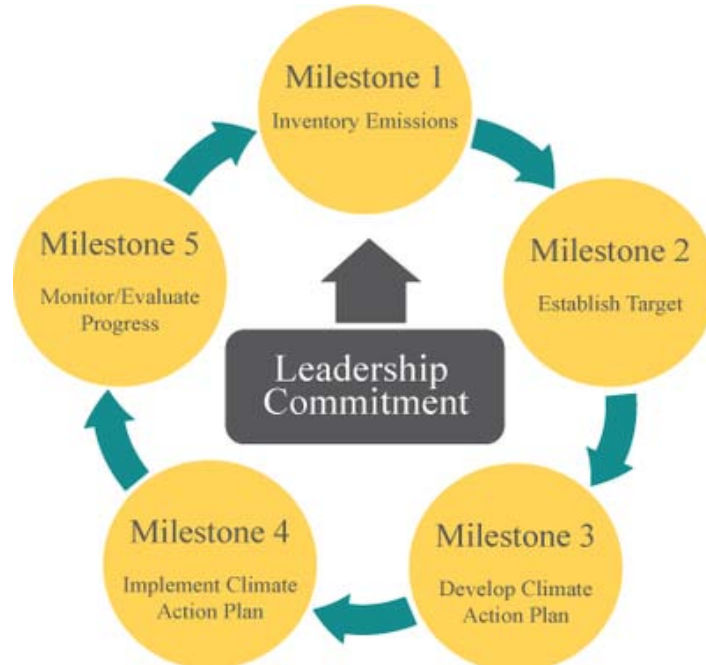 Milestone 1
Inventory Emissions
Milestone 2
Establish Target
Milestone 3
Develop Climate
Action Plan
Milestone 4
Implement Climate
Action Plan
Milestone 5
Monitor/Evaluate
Progress
Leadership
Commitment